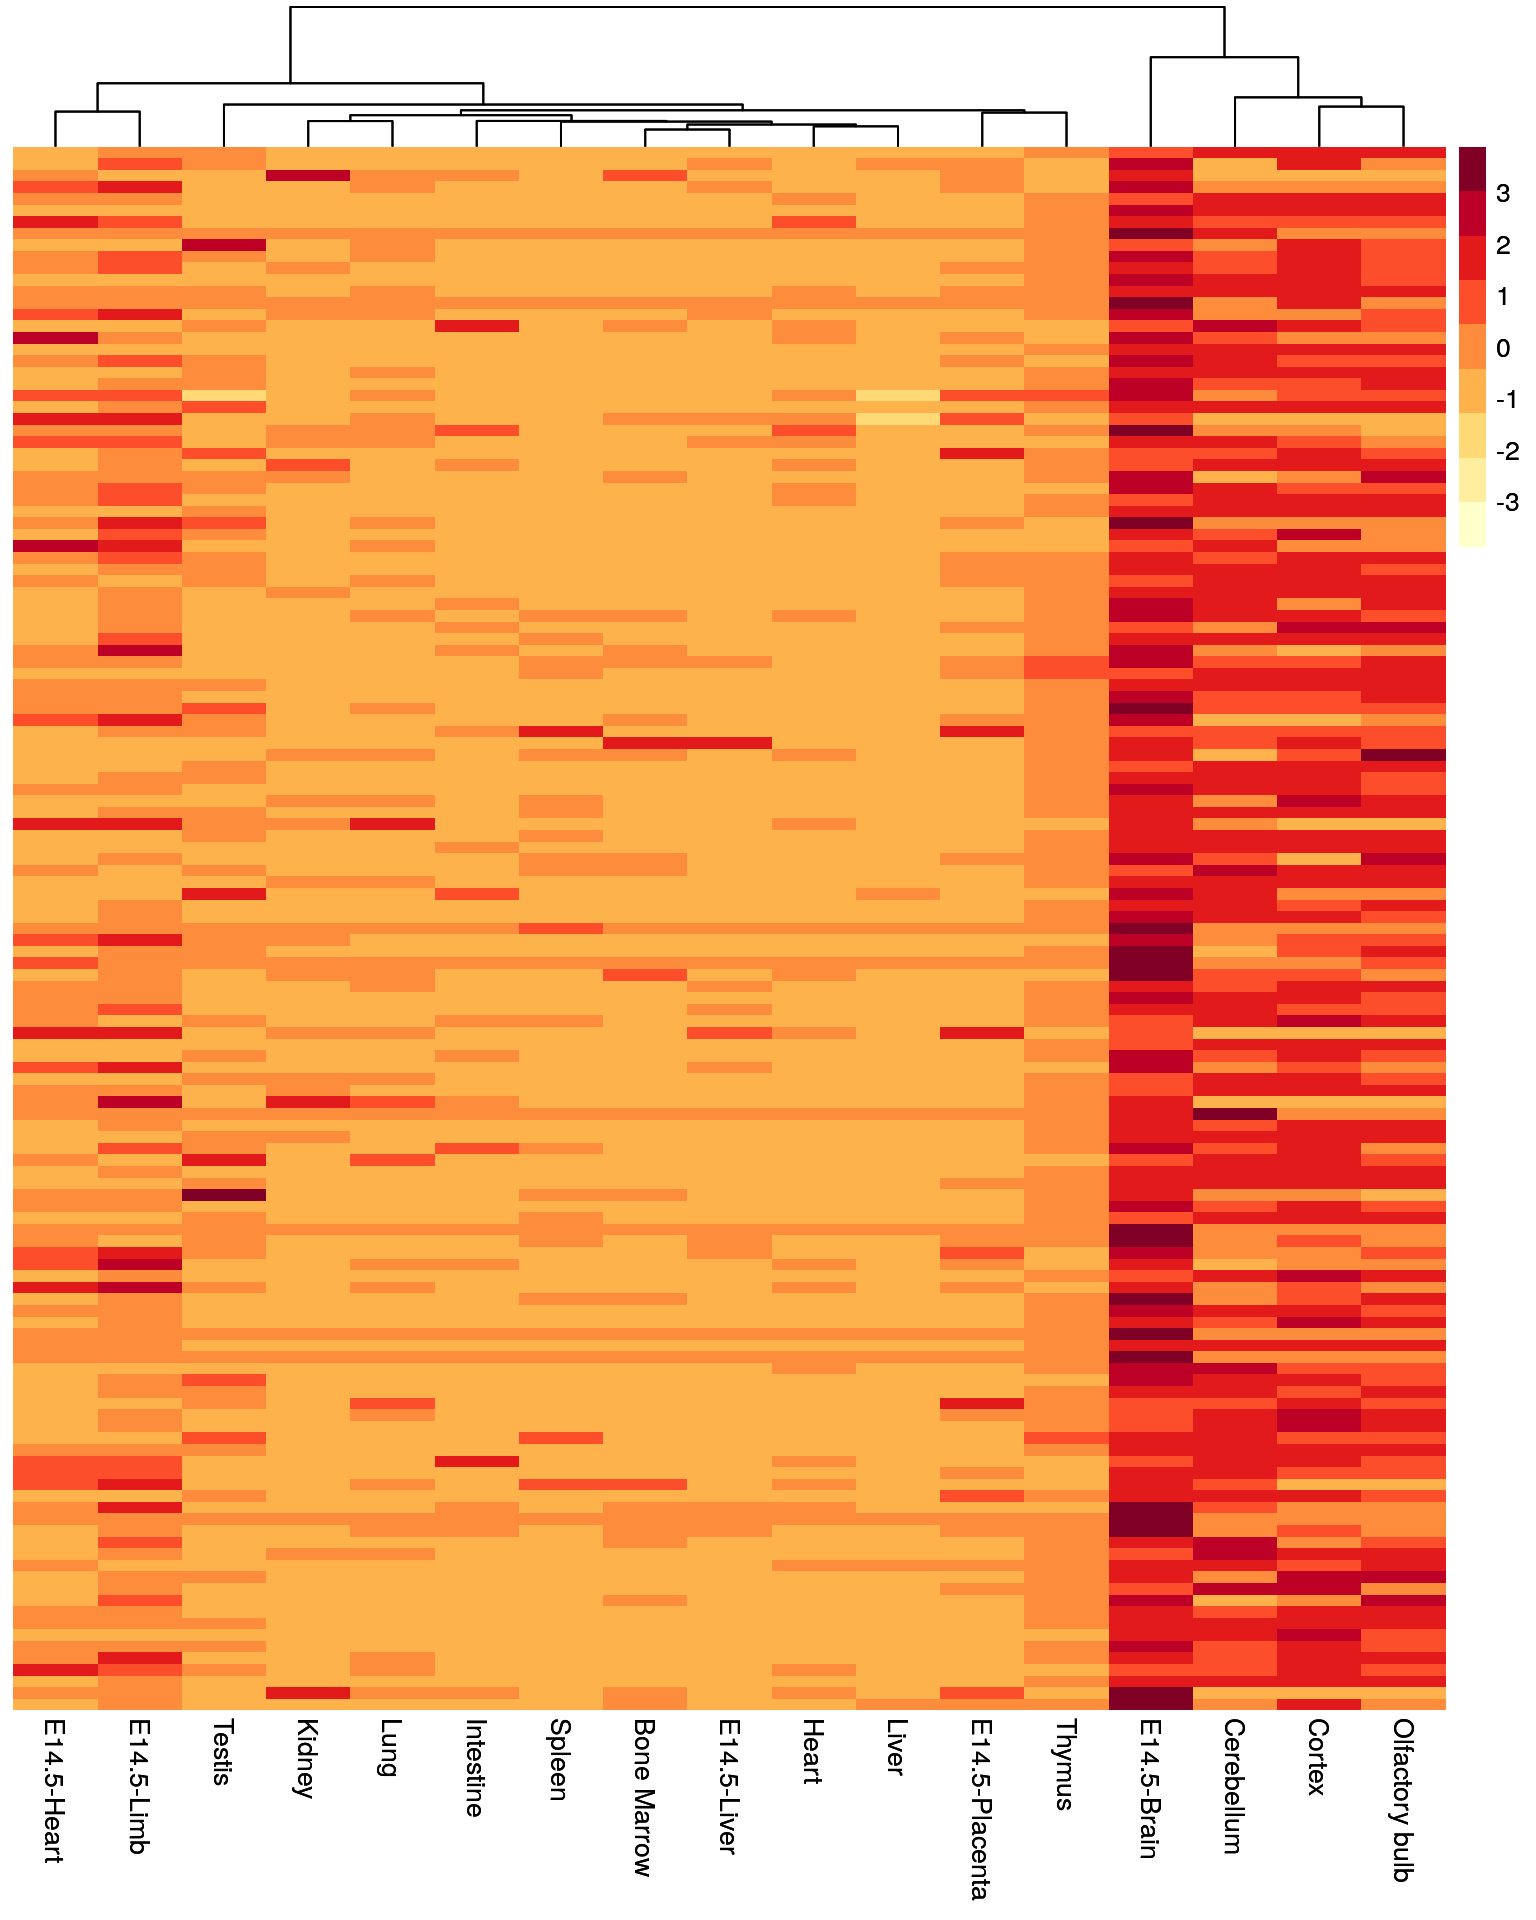 3
2
1
0
-1
-2
-3
E14.5-Heart
E14.5-Limb
Testis
Kidney
Lung
Intestine
Spleen
Bone Marrow
E14.5-Liver
Heart
Liver
E14.5-Placenta
Thymus
E14.5-Brain
Cerebellum
Cortex
Olfactory bulb